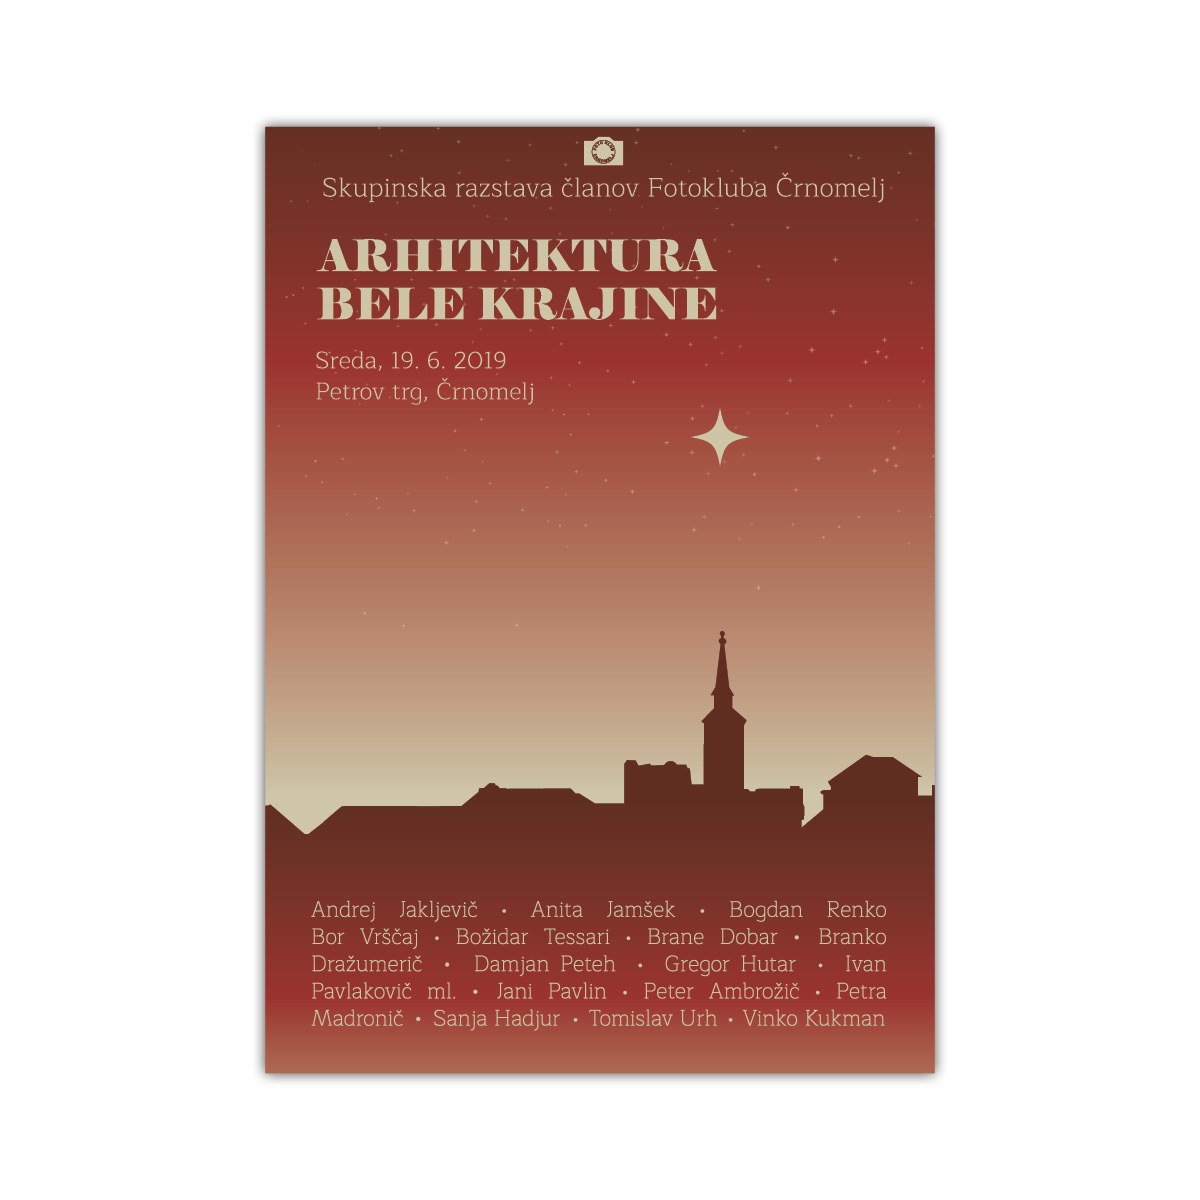 Skupinska razstava članov Fotokluba Črnomelj
ARHITEKTURA
BELE KRAJINE
Sreda, 19. 6. 2019
Petrov trg, Črnomelj
Andrej Jakljevič • Anita Jamšek • Bogdan Renko
Bor Vrščaj • Božidar Tessari • Brane Dobar • Branko
Dražumerič • Damjan Peteh • Gregor Hutar • Ivan
Pavlakovič ml. • Jani Pavlin • Peter Ambrožič • Petra
Madronič • Sanja Hadjur • Tomislav Urh • Vinko Kukman